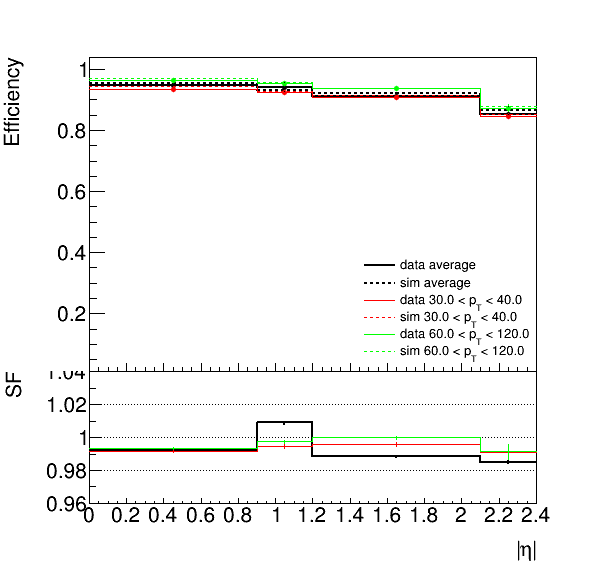 Efficiency
1
0.8
0.6
0.4
0.2
data average
sim average
data 30.0 < p_T < 40.0
sim 30.0 < p_T < 40.0
data 60.0 < p_T < 120.0
sim 60.0 < p_T < 120.0
SF
1.04
1.02
1
0.98
0.96
0 0.2 0.4 0.6 0.8 1 1.2 1.4 1.6 1.8 2 2.2 2.4
|η|